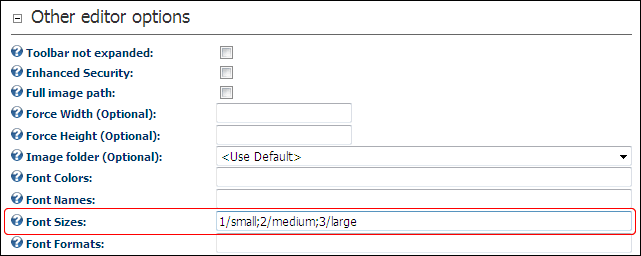 Other editor options
Toolbar not expanded:
Enhanced Security:
Full image path:
Force Width (Optional):
Force Height (Optional):
Image folder (Optional): <Use Default>
Font Colors:
Font Names:
Font Sizes: 1/small;2/medium;3/large
Font Formats: